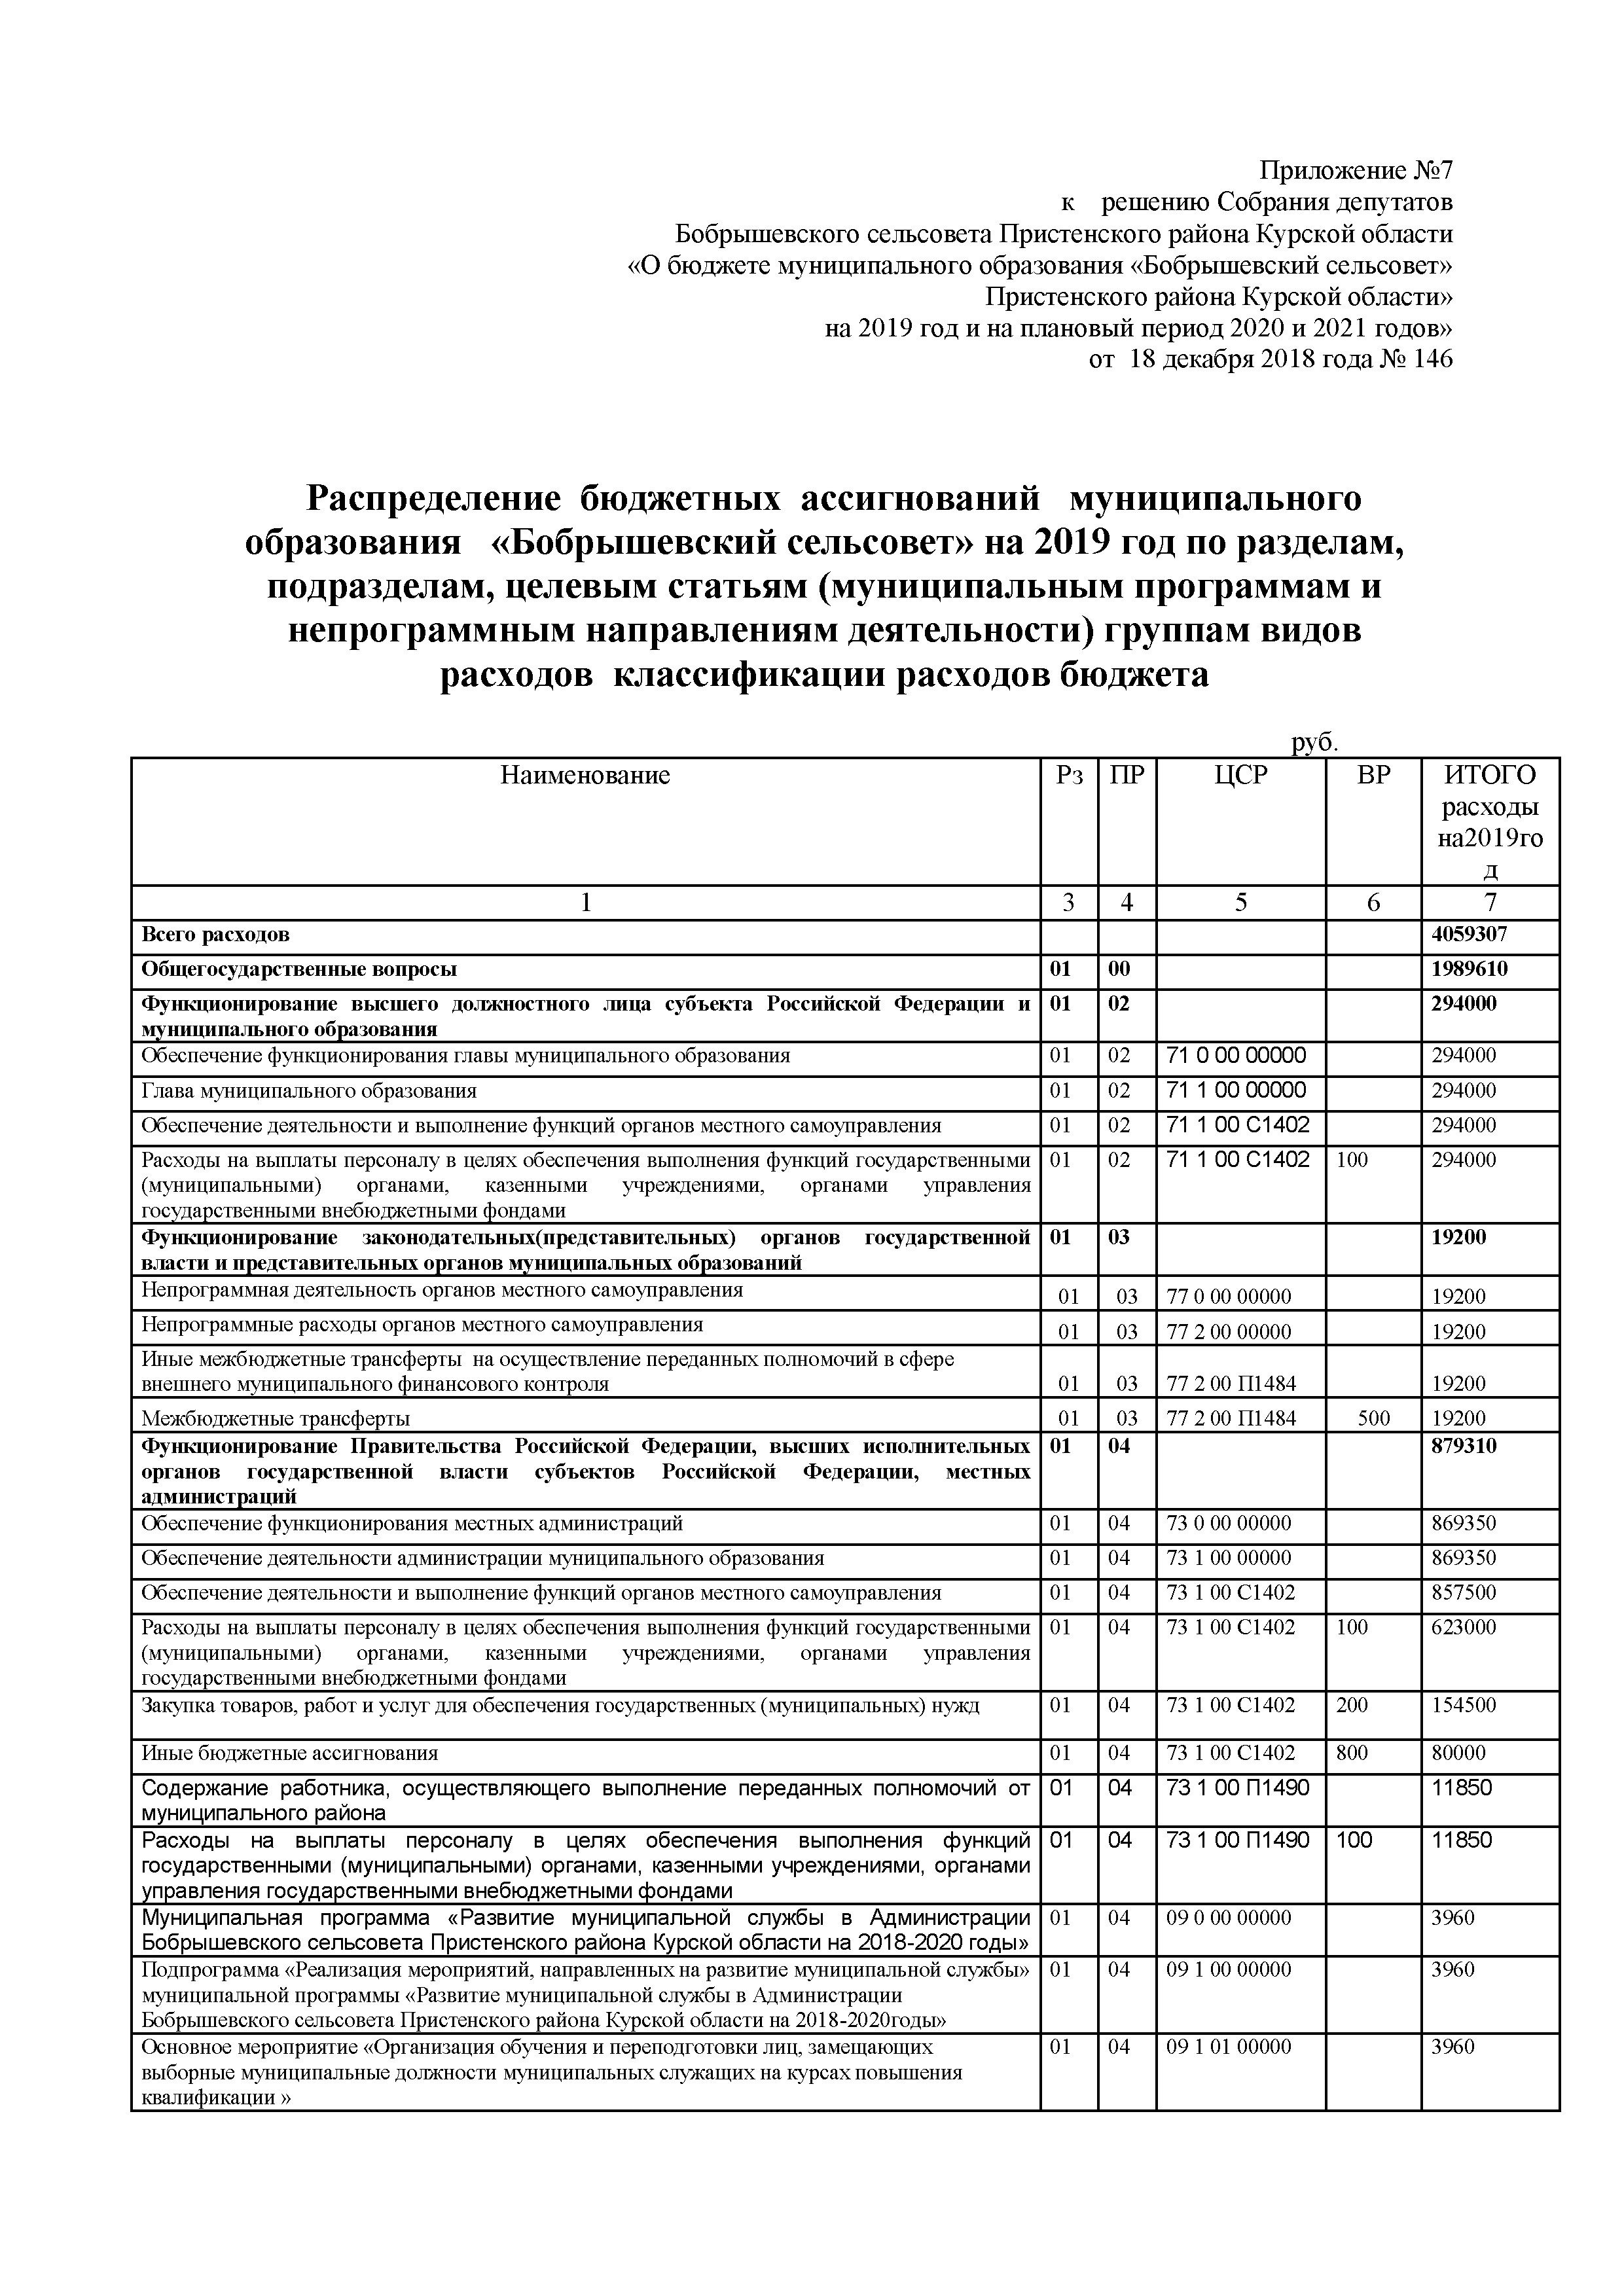 Приложение №7
к решению Собрания депутатов
Бобрышевского сельсовета Пристенского района Курской области
«О бюджете муниципального образования «Бобрышевский сельсовет»
Пристенского района Курской области»
на 2019 год и на плановый период 2020 и 2021 годов»
от 18 декабря 2018 года № 146
Распределение бюджетных ассигнований муниципального
образования «Бобрышевский сельсовет» на 2019 год по разделам,
подразделам, целевым статьям (муниципальным программам и
непрограммным направлениям деятельности) группам видов
расходов классификации расходов бюджета
руб.
Наименование Рз ПР ЦСР ВР ИТОГО
расходы
на2019го
д
1 3 4 5 6 7
Всего расходов 4059307
Общегосударственные вопросы 01 00 1989610
Функционирование высшего должностного лица субъекта Российской Федерации и 01 02 294000
муниципального образования
Обеспечение функционирования главы муниципального образования 01 02 71 0 00 00000 294000
Глава муниципального образования 01 02 71 1 00 00000 294000
Обеспечение деятельности и выполнение функций органов местного самоуправления 01 02 71 1 00 С1402 294000
Расходы на выплаты персоналу в целях обеспечения выполнения функций государственными 01 02 71 1 00 С1402 100 294000
(муниципальными) органами, казенными учреждениями, органами управления
государственными внебюджетными фондами
Функционирование законодательных(представительных) органов государственной 01 03 19200
власти и представительных органов муниципальных образований
Непрограммная деятельность органов местного самоуправления 01 03 77 0 00 00000 19200
Непрограммные расходы органов местного самоуправления 01 03 77 2 00 00000 19200
Иные межбюджетные трансферты на осуществление переданных полномочий в сфере
внешнего муниципального финансового контроля 01 03 77 2 00 П1484 19200
Межбюджетные трансферты 01 03 77 2 00 П1484 500 19200
Функционирование Правительства Российской Федерации, высших исполнительных 01 04 879310
органов государственной власти субъектов Российской Федерации, местных
администраций
Обеспечение функционирования местных администраций 01 04 73 0 00 00000 869350
Обеспечение деятельности администрации муниципального образования 01 04 73 1 00 00000 869350
Обеспечение деятельности и выполнение функций органов местного самоуправления 01 04 73 1 00 С1402 857500
Расходы на выплаты персоналу в целях обеспечения выполнения функций государственными 01 04 73 1 00 С1402 100 623000
(муниципальными) органами, казенными учреждениями, органами управления
государственными внебюджетными фондами
Закупка товаров, работ и услуг для обеспечения государственных (муниципальных) нужд 01 04 73 1 00 С1402 200 154500
Иные бюджетные ассигнования 01 04 73 1 00 С1402 800 80000
Содержание работника, осуществляющего выполнение переданных полномочий от 01 04 73 1 00 П1490 11850
муниципального района
Расходы на выплаты персоналу в целях обеспечения выполнения функций 01 04 73 1 00 П1490 100 11850
государственными (муниципальными) органами, казенными учреждениями, органами
управления государственными внебюджетными фондами
Муниципальная программа «Развитие муниципальной службы в Администрации 01 04 09 0 00 00000 3960
Бобрышевского сельсовета Пристенского района Курской области на 2018-2020 годы»
Подпрограмма «Реализация мероприятий, направленных на развитие муниципальной службы» 01 04 09 1 00 00000 3960
муниципальной программы «Развитие муниципальной службы в Администрации
Бобрышевского сельсовета Пристенского района Курской области на 2018-2020годы»
Основное мероприятие «Организация обучения и переподготовки лиц, замещающих 01 04 09 1 01 00000 3960
выборные муниципальные должности муниципальных служащих на курсах повышения
квалификации »